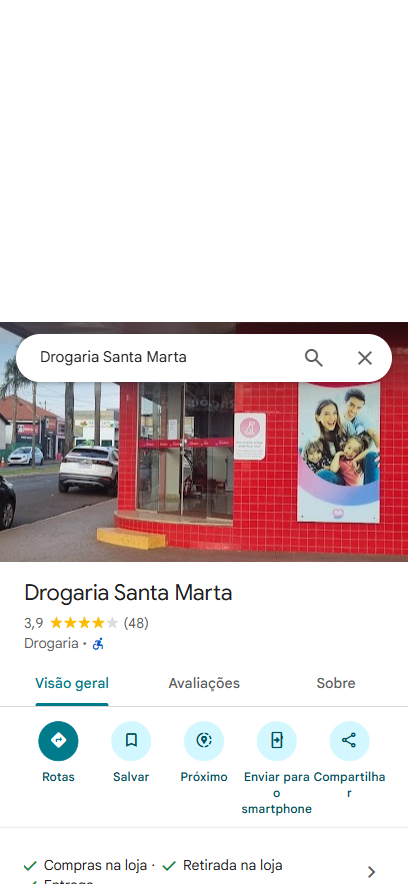 Drogaria Santa Marta
Drogaria Santa Marta
3,9 (48)
Drogaria ·
Visão geral
Avaliações
Sobre
Rotas
Salvar
Próximo
Enviar para
o
smartphone
Compartilha
r
Compras na loja · Retirada na loja
Entrega